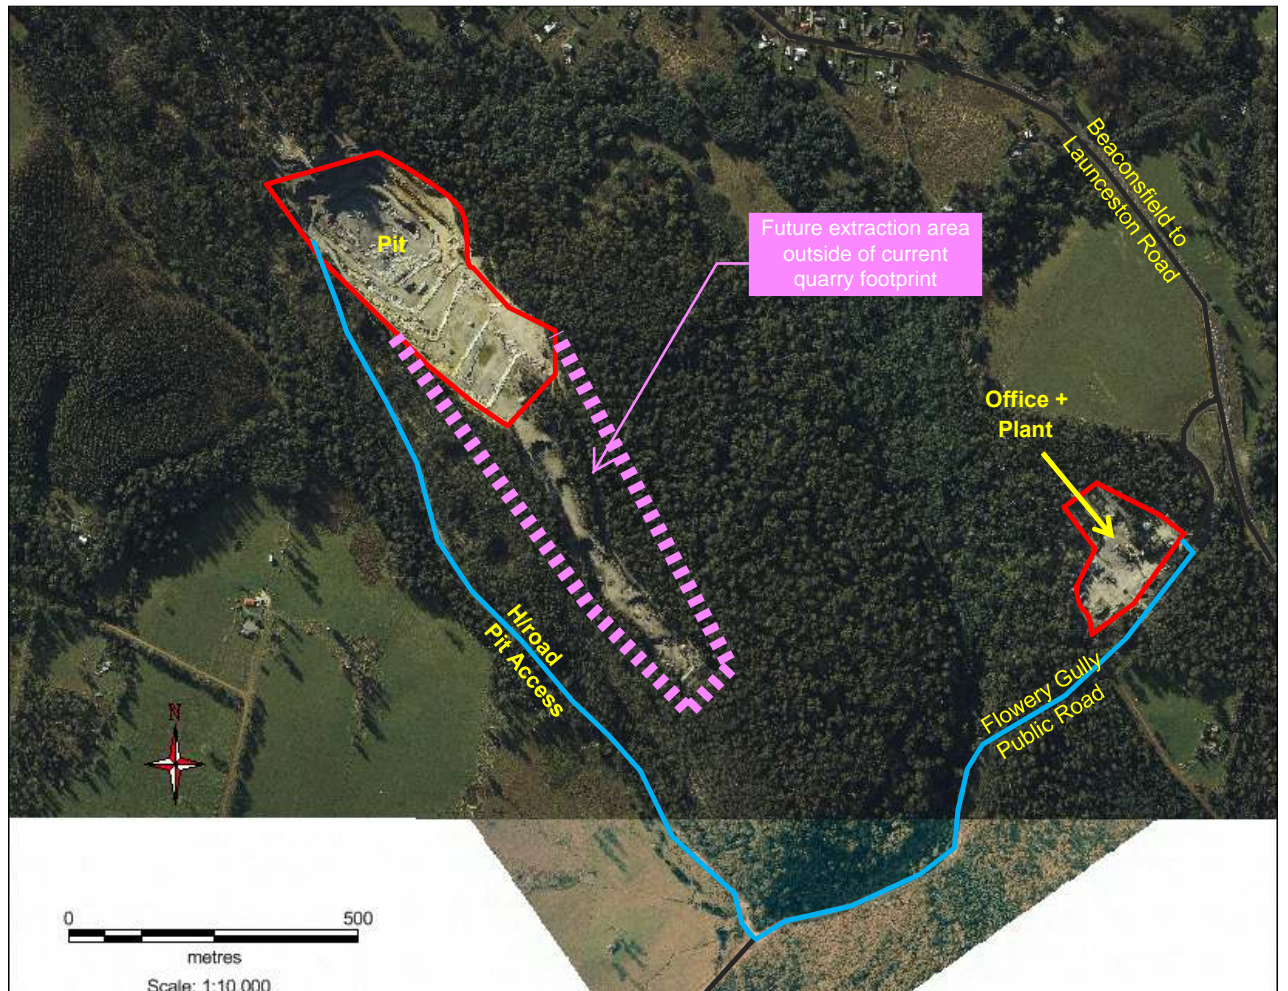 Beaconsfield to
Launceston Road
Future extraction area
outside of current
quarry footprint
Pit
Office +
Plant
H/road
Pit Access
Flowery Gully
Public Road
N
0 500
metres
Scale: 1:10,000